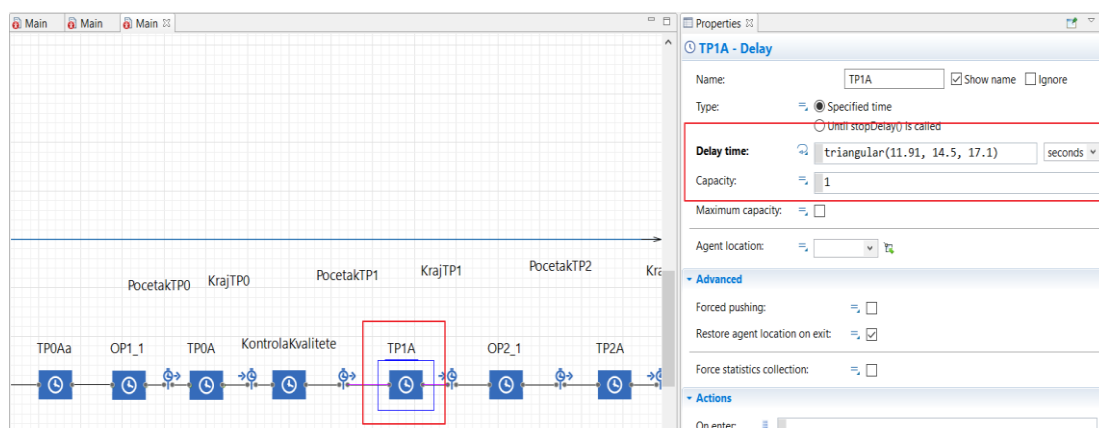 Main Main Main
PocetakTP0 KrajTP0 PocetakTP1 KrajTP1 PocetakTP2
TP0Aa OP1_1 TP0A KontrolaKvalitete TP1A OP2_1 TP2A
Properties
TP1A - Delay
Name: TP1A Show name Ignore
Type: Specified time
Until stopDelay() is called
Delay time: triangular(11.91, 14.5, 17.1) seconds
Capacity: 1
Maximum capacity:
Agent location:
Advanced
Forced pushing:
Restore agent location on exit:
Force statistics collection:
Actions
On enter: